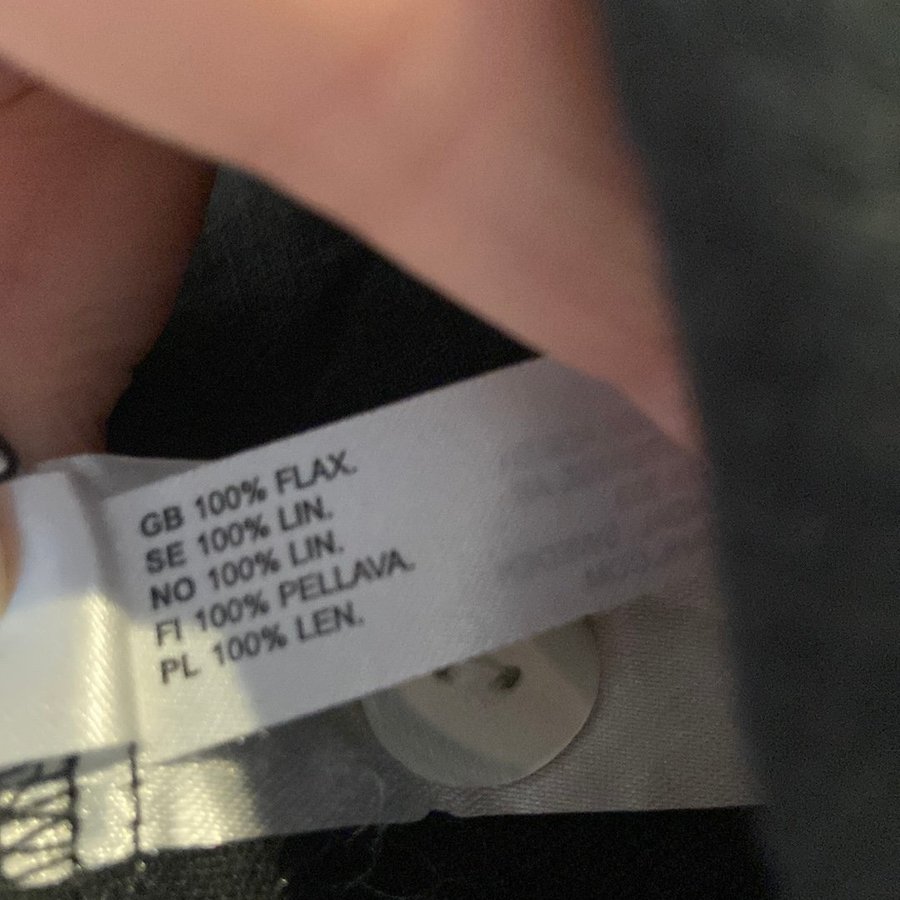 GB 100% FLAX.
SE 100% LIN.
NO 100% LIN.
FI 100% PELLAVA.
PL 100% LEN.